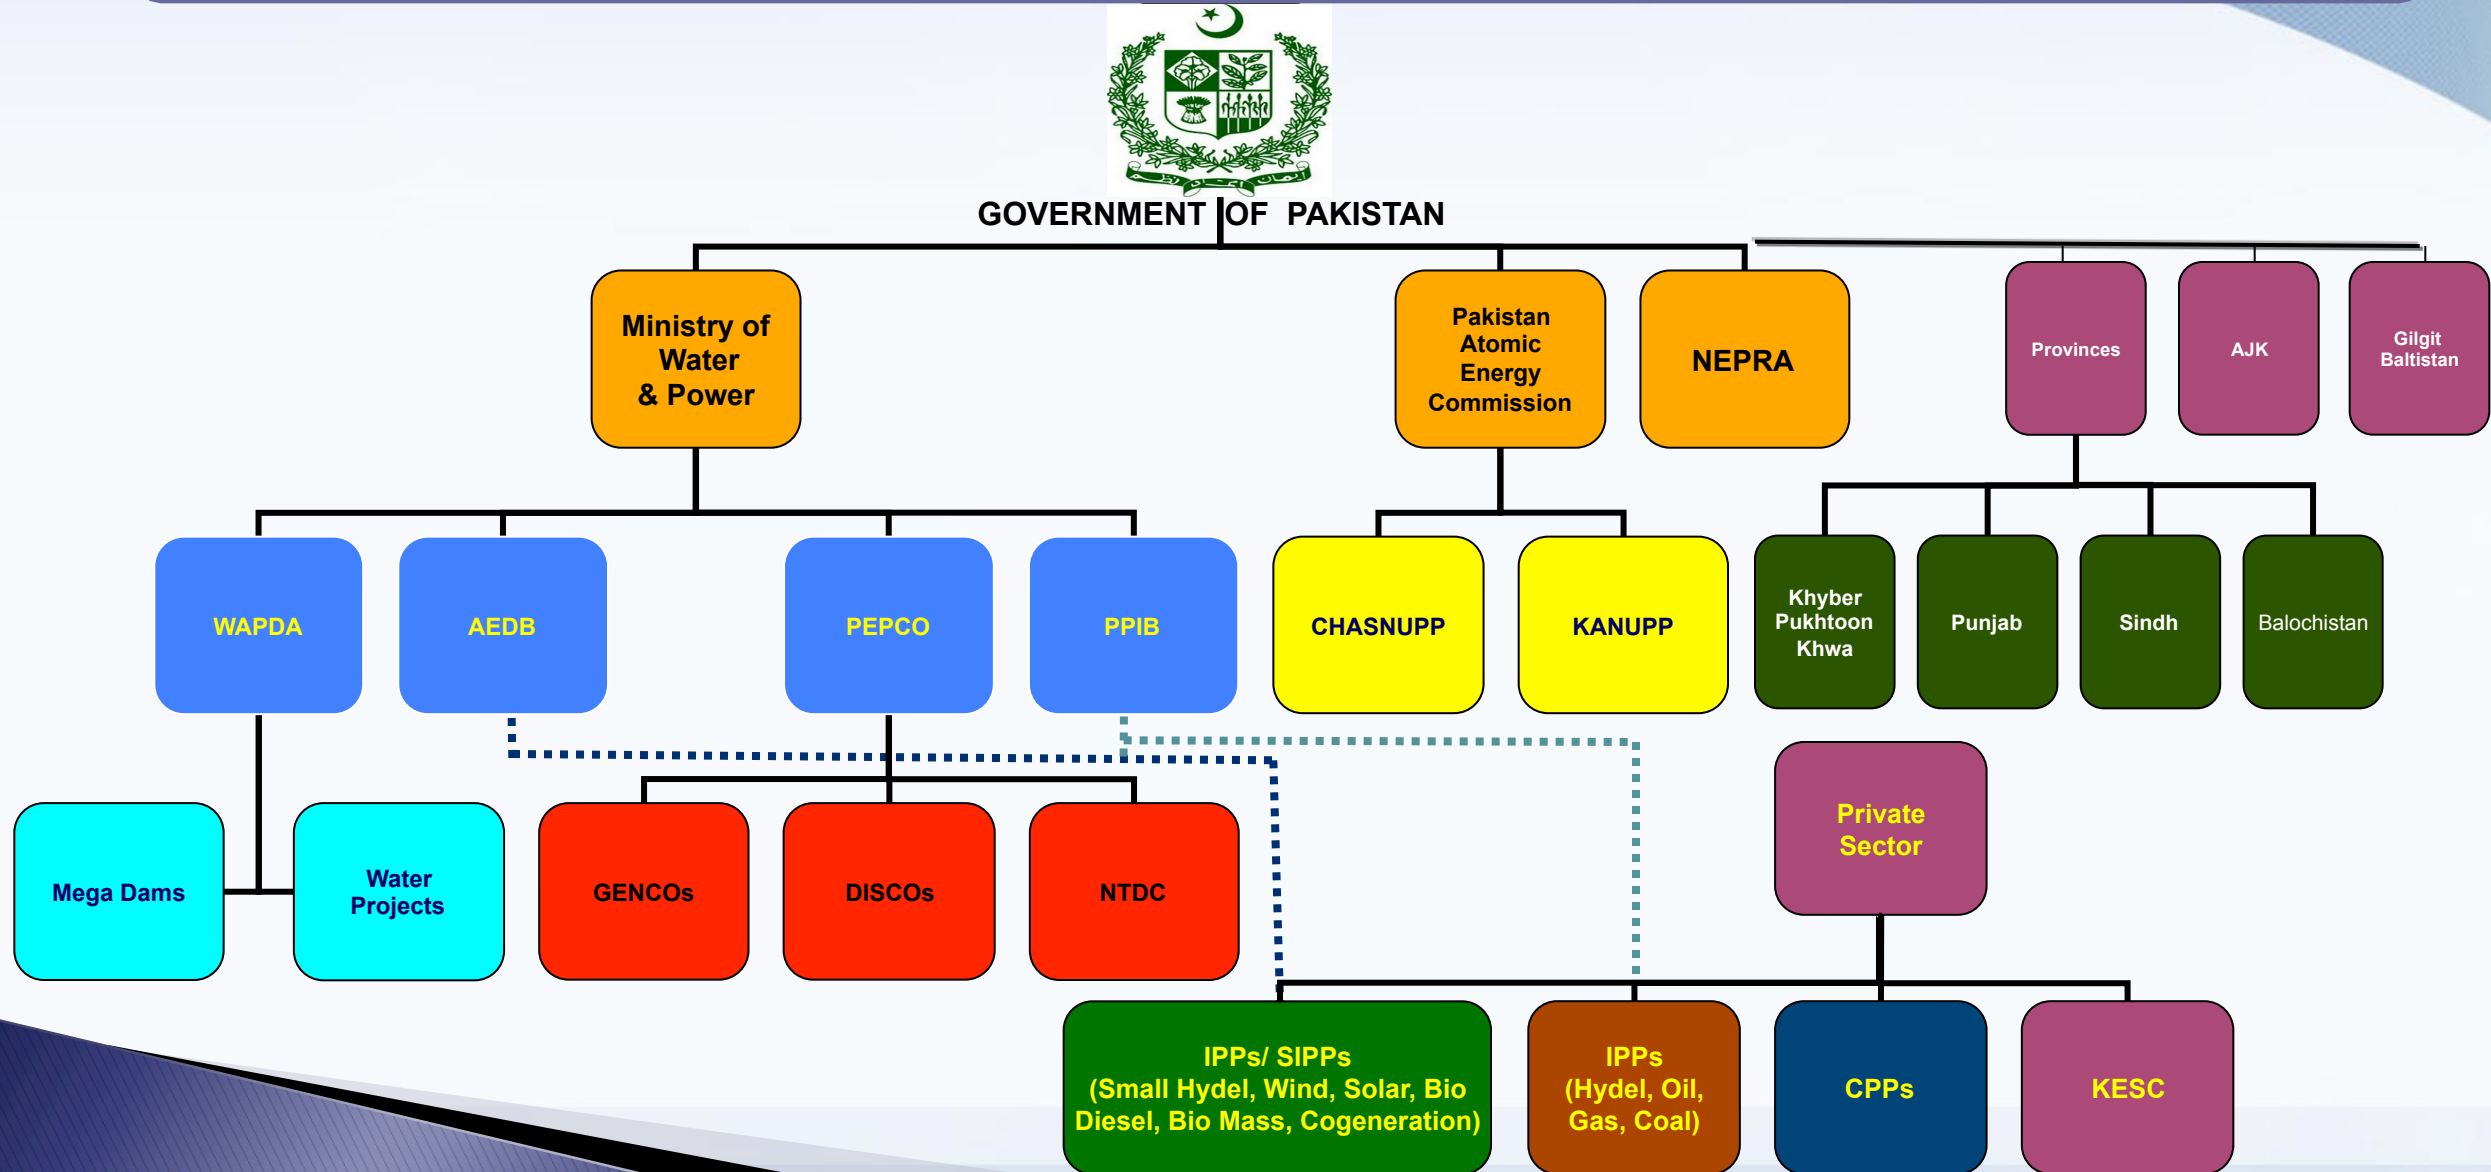 GOVERNMENT OF PAKISTAN
Ministry of
Water
& Power
Pakistan
Atomic
Energy
Commission
NEPRA
Provinces
AJK
Gilgit
Baltistan
WAPDA
AEDB
PEPCO
PPIB
CHASNUPP
KANUPP
Khyber
Pukhtoon
Khwa
Punjab
Sindh
Balochistan
Mega Dams
Water
Projects
GENCOs
DISCOs
NTDC
Private
Sector
IPPs/ SIPPs
(Small Hydel, Wind, Solar, Bio
Diesel, Bio Mass, Cogeneration)
IPPs
(Hydel, Oil,
Gas, Coal)
CPPs
KESC